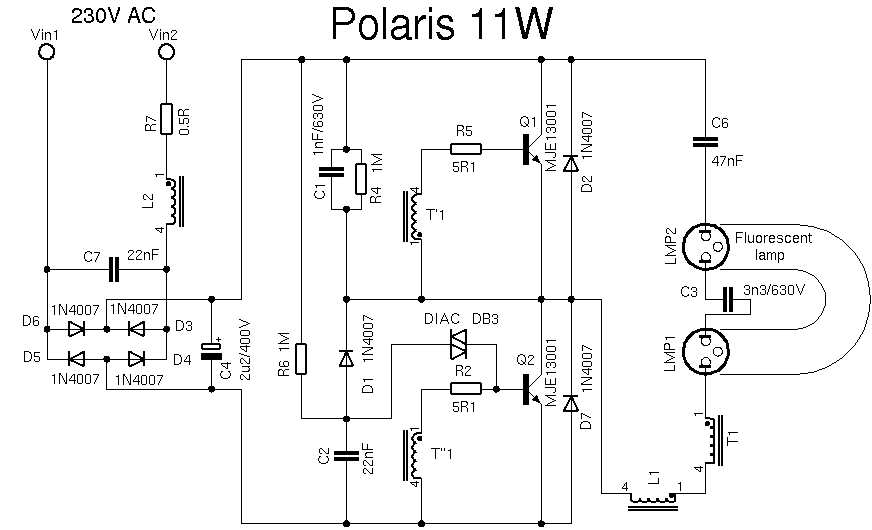 Polaris 11W
230V AC
Vin1
Vin2
R7
0.5R
1
L2
4
C7
22nF
1N4007
1N4007
D6
D3
D5
D4
1N4007
1N4007
+
C4
2u2/400V
R6 1M
1nF/630V
C1
R4
1M
4
T'1
1
R5
5R1
Q1
MJE13001
1N4007
D2
C6
47nF
LMP2
Fluorescent
lamp
C3
3n3/630V
LMP1
1N4007
D1
DIAC
DB3
R2
5R1
Q2
MJE13001
1N4007
D7
1
T"1
4
C2
22nF
1
T1
4
L1
4
1